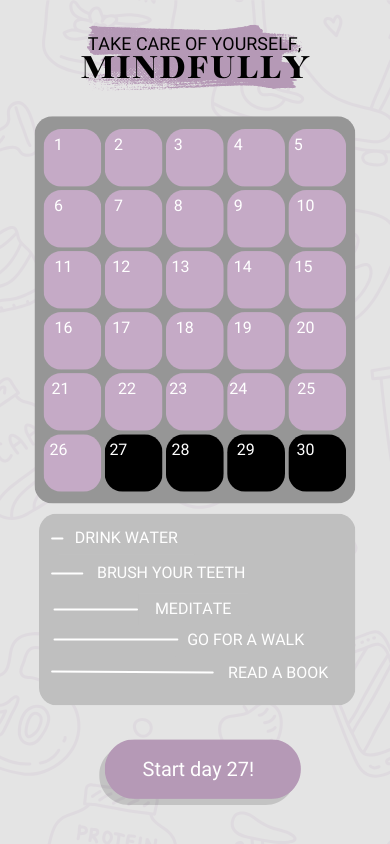 TAKE CARE OF YOURSELF,
MINDFULLY
1 2 3 4 5
6 7 8 9 10
11 12 13 14 15
16 17 18 19 20
21 22 23 24 25
26 27 28 29 30
DRINK WATER
BRUSH YOUR TEETH
MEDITATE
GO FOR A WALK
READ A BOOK
10
Start day 27!
PROTEIN